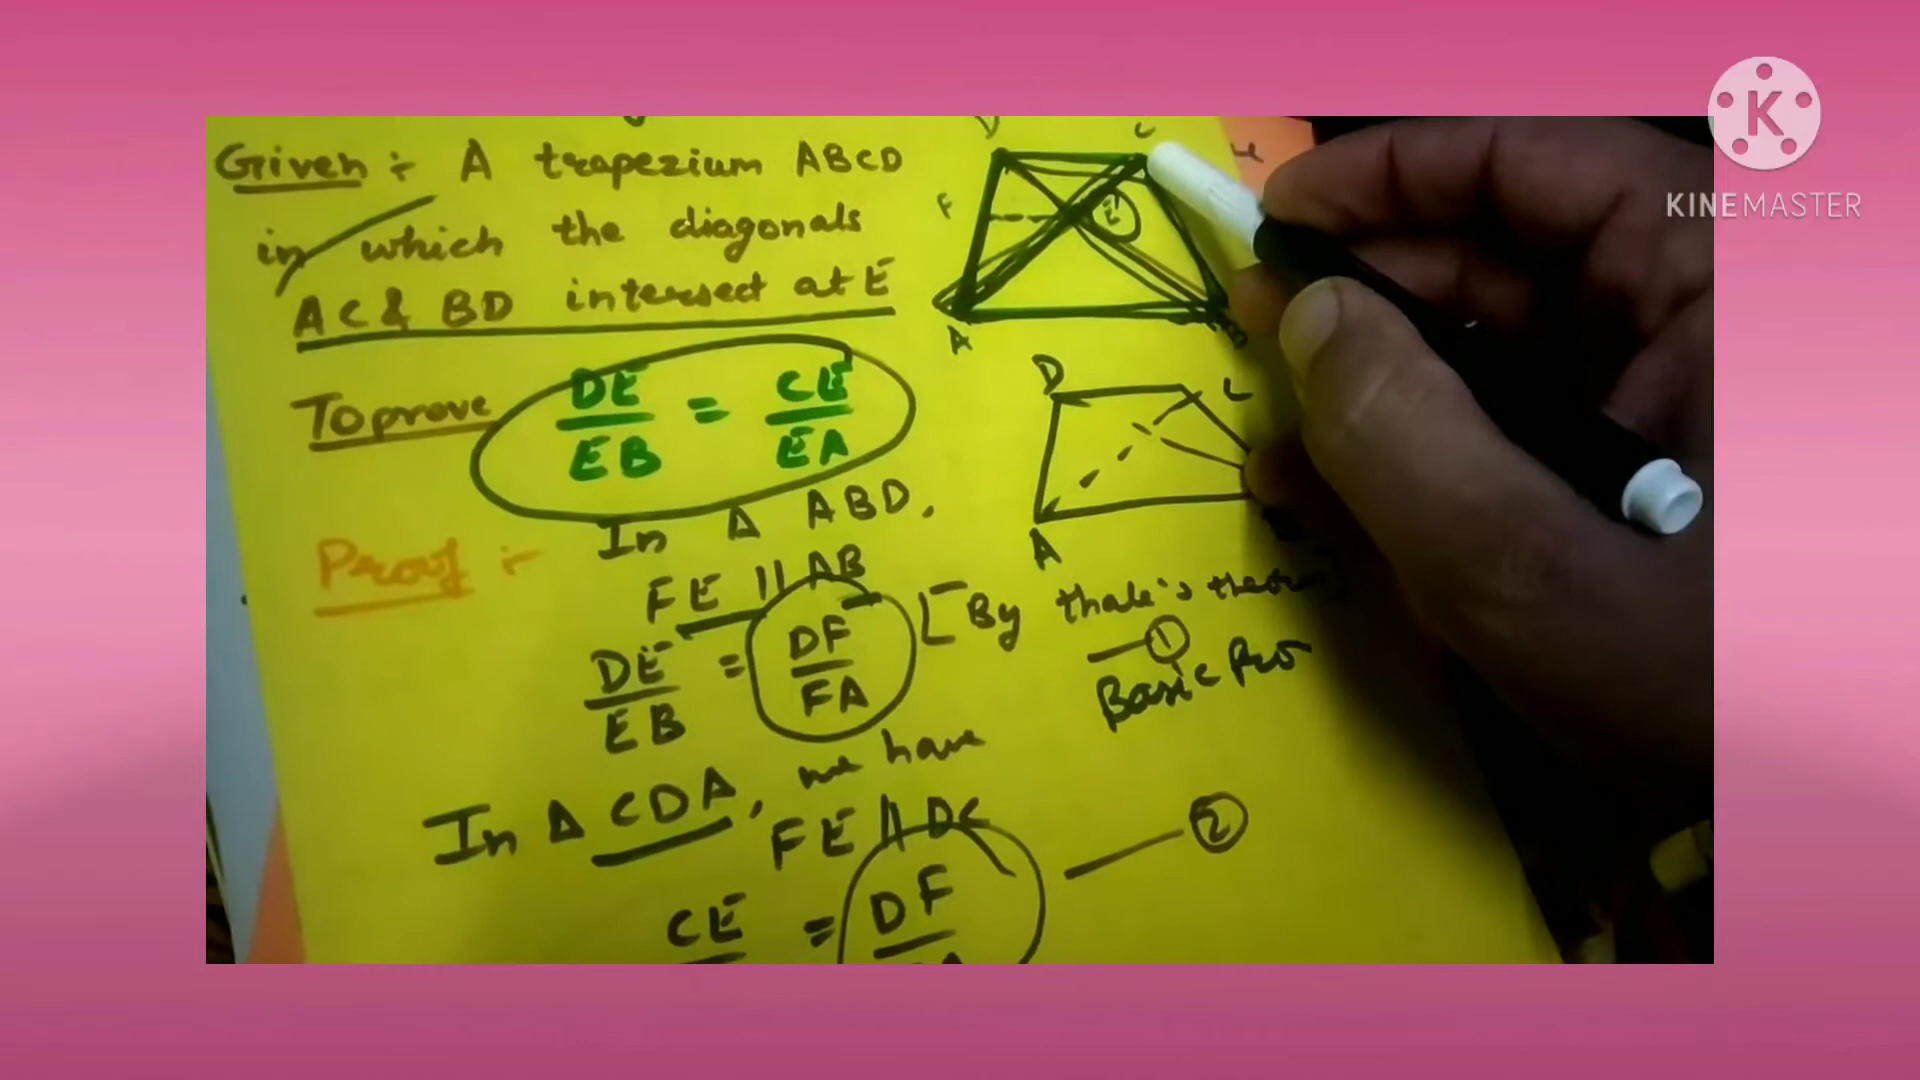 Given :- A trapezium ABCD
in which the diagonals
AC & BD intersect at E
To prove DE/EB = CE/EA
Proof :- In Δ ABD.
FE || AB
DE/EB = DF/FA [By thale's
1
Basic Pro
In Δ CDA, we have
FE || DC
2
CE = DF
D C
F E
A B
D C
A
K
KINEMASTER